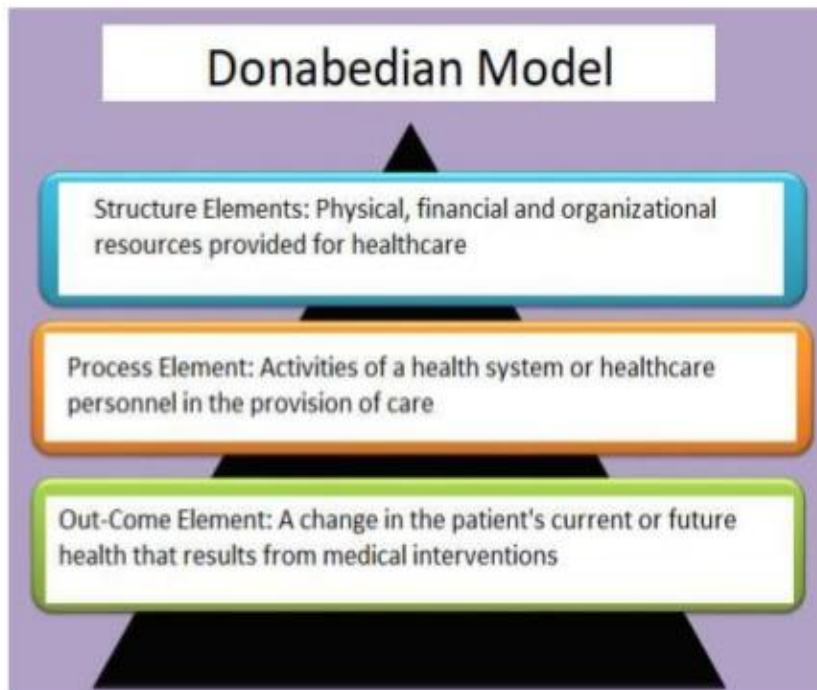 Donabedian Model
Structure Elements: Physical, financial and organizational
resources provided for healthcare
Process Element: Activities of a health system or healthcare
personnel in the provision of care
Out-Come Element: A change in the patient's current or future
health that results from medical interventions